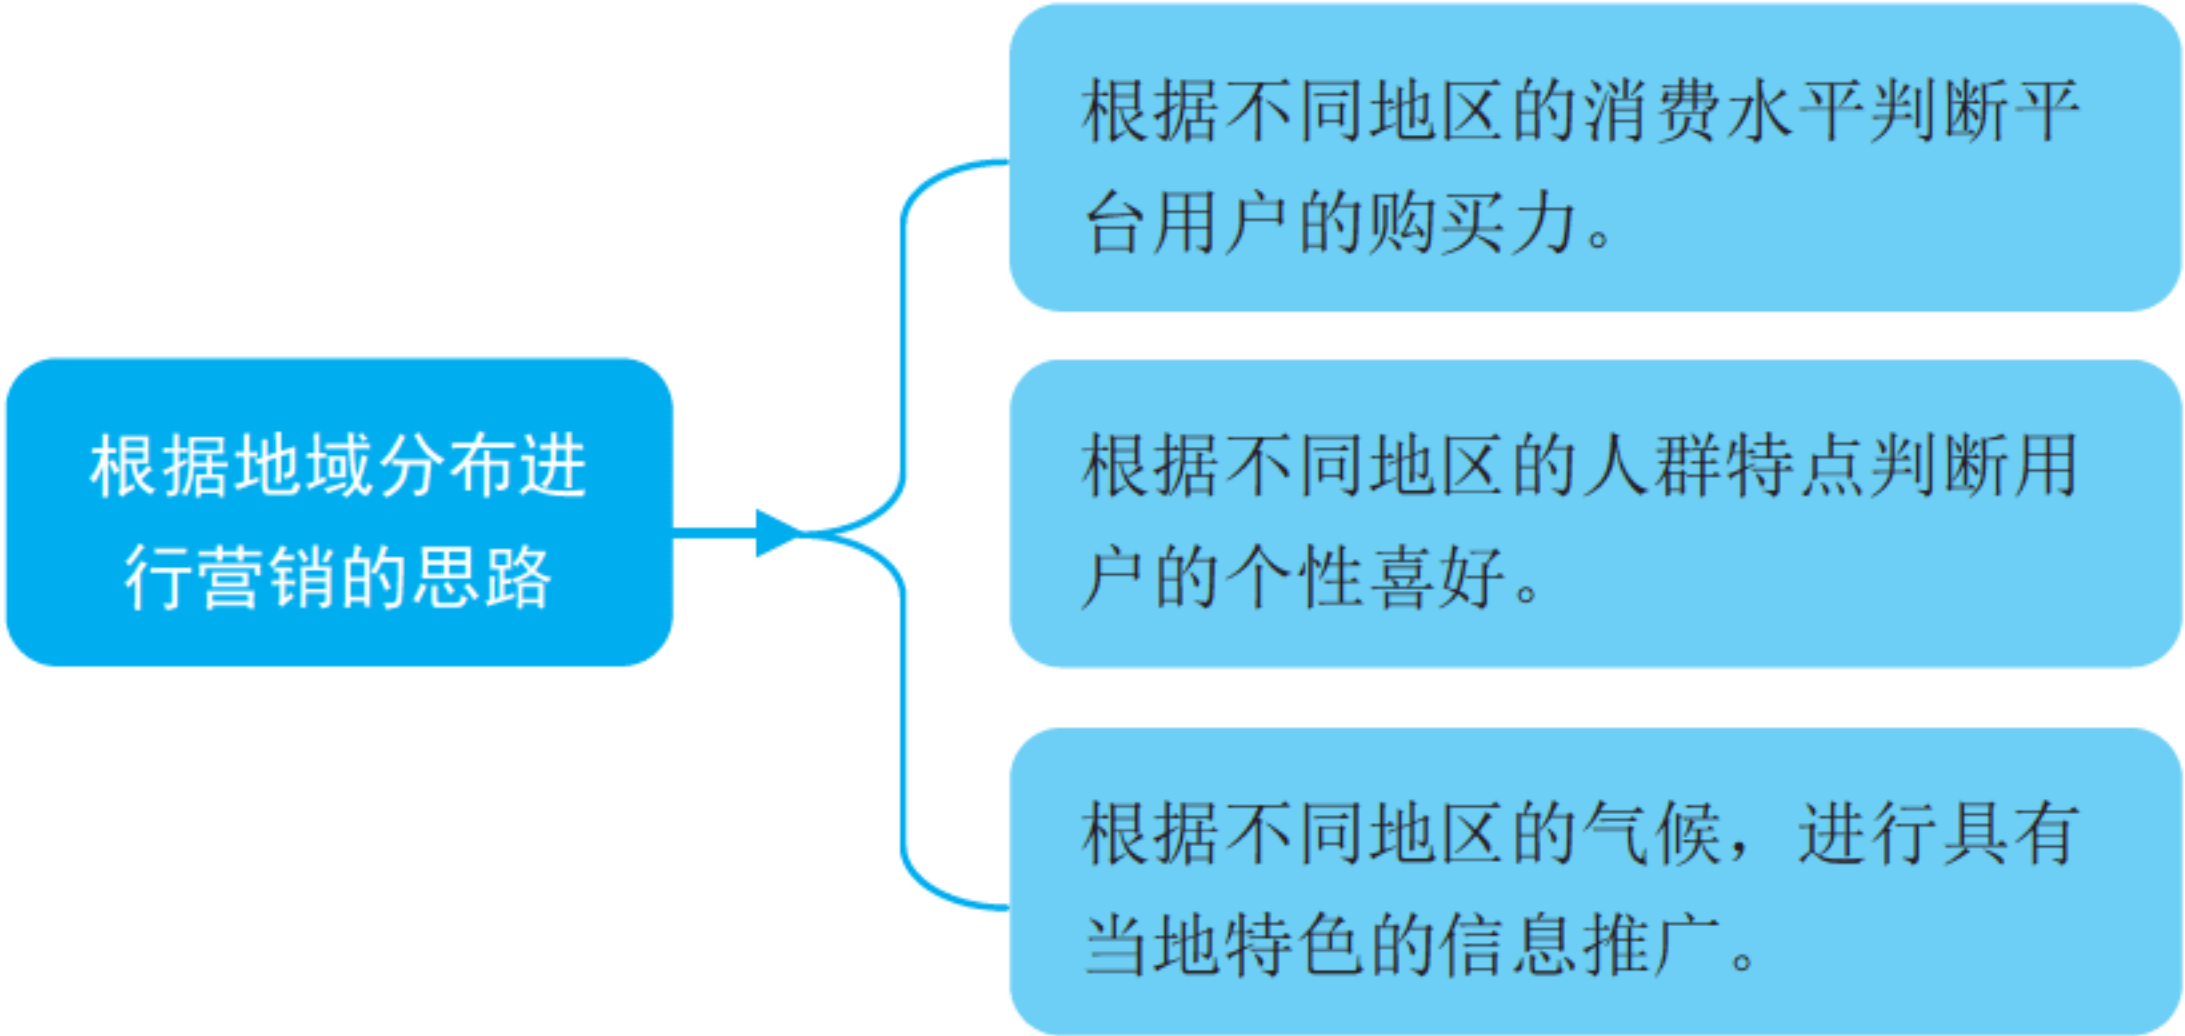 根据地域分布进
行营销的思路
根据不同地区的消费水平判断平
台用户的购买力。
根据不同地区的人群特点判断用
户的个性喜好。
根据不同地区的气候，进行具有
当地特色的信息推广。